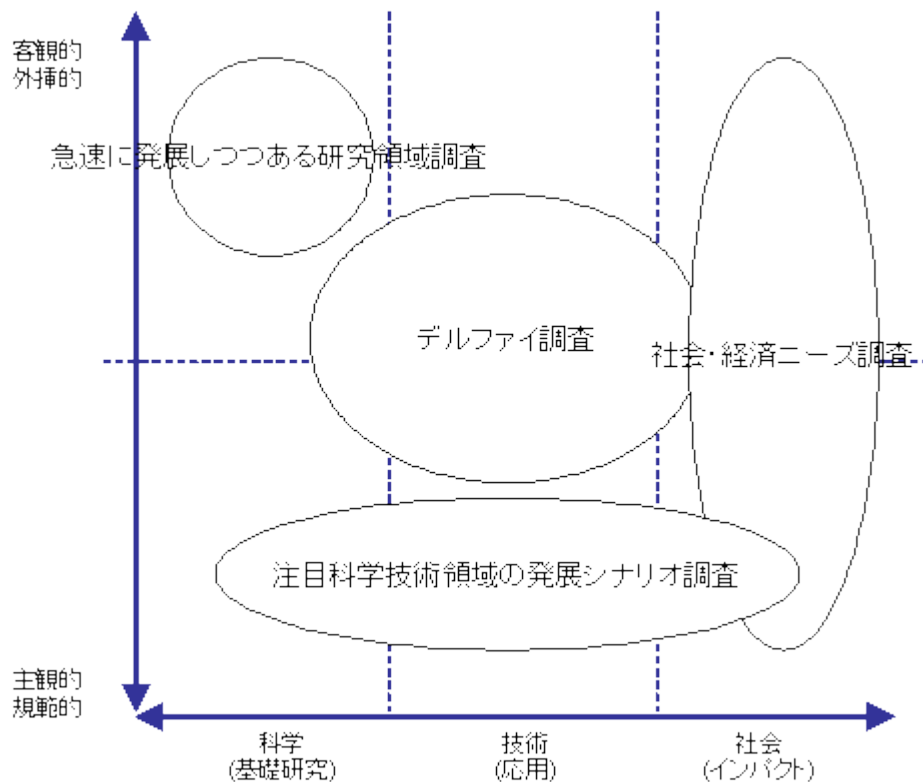 客観的
外挿的
急速に発展しつつある研究領域調査
デルファイ調査
社会・経済ニーズ調査
注目科学技術領域の発展シナリオ調査
主観的
規範的
科学
(基礎研究)
技術
(応用)
社会
(インパクト)